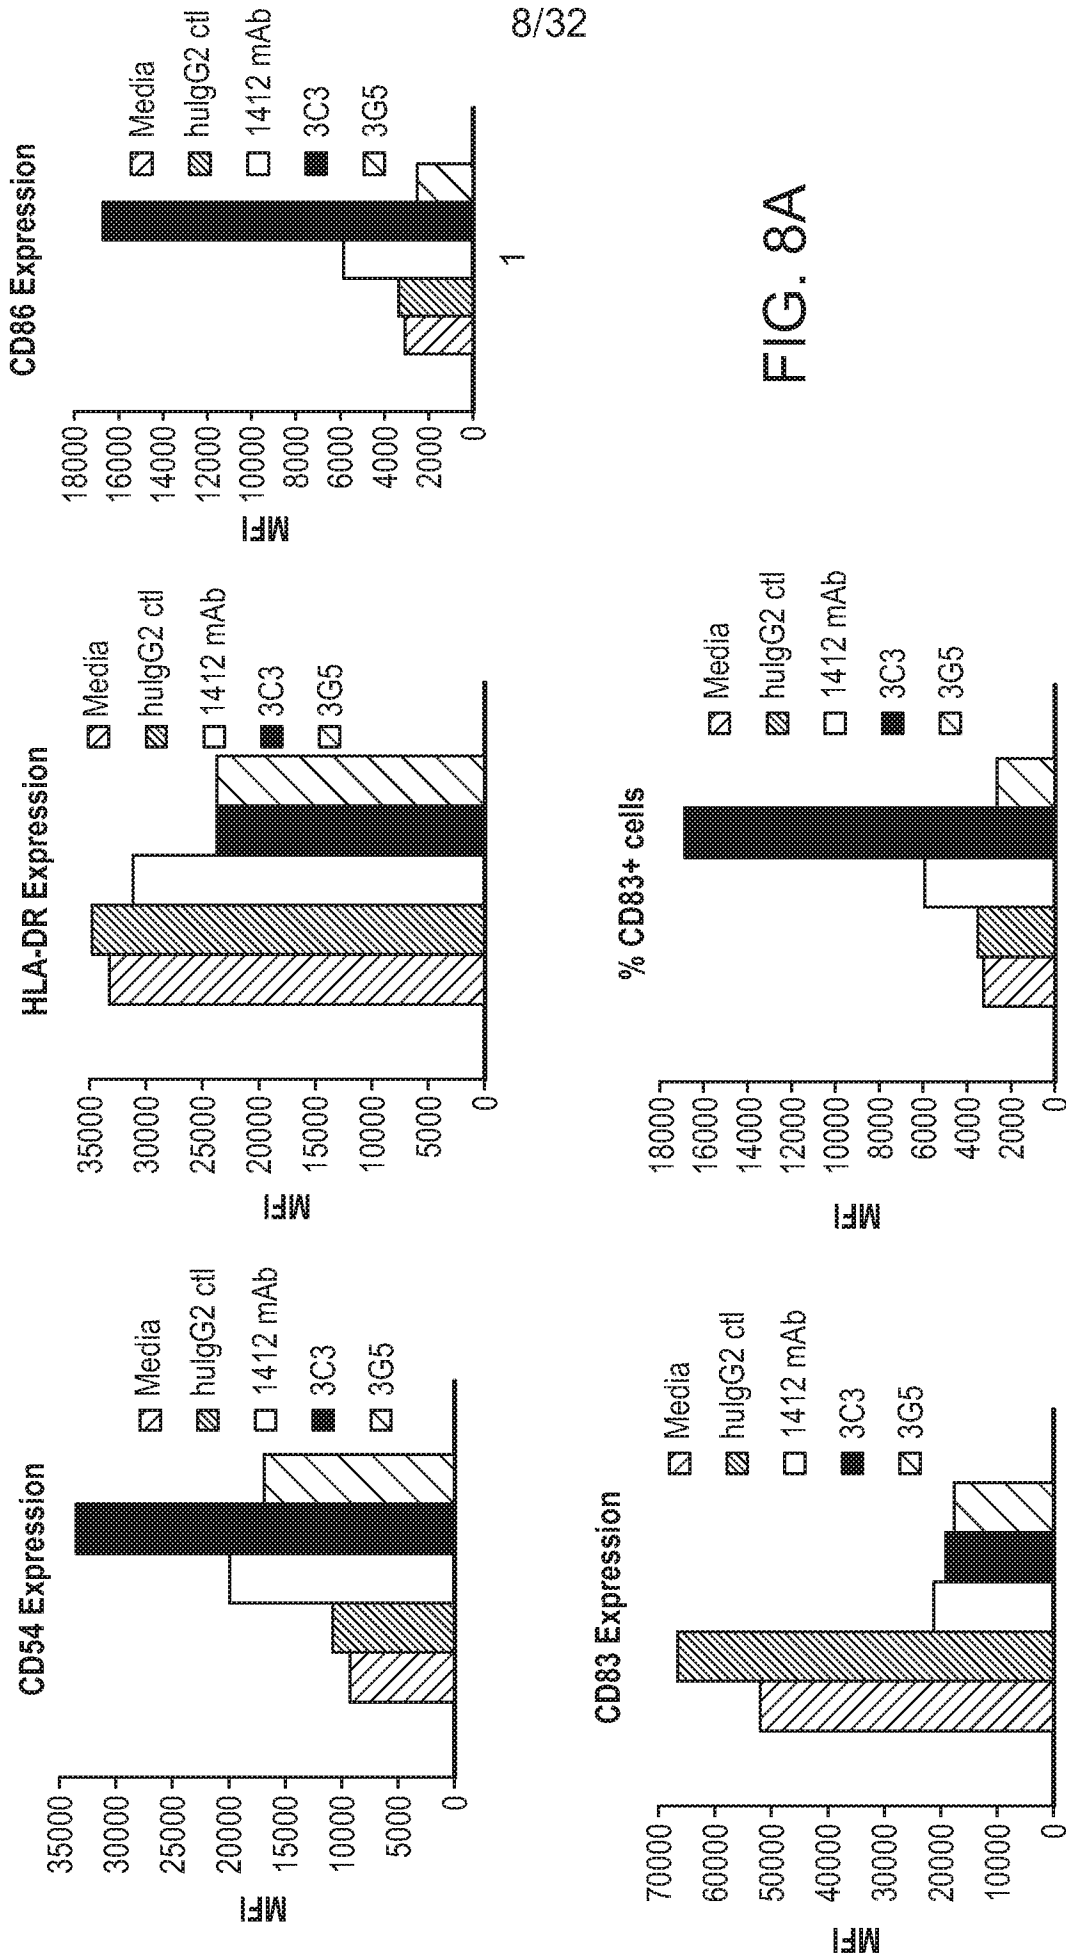 8/32
CD54 Expression
MFI
35000
30000
25000
20000
15000
10000
5000
0
Media
huIgG2 ctl
1412 mAb
3C3
3G5
HLA-DR Expression
MFI
35000
30000
25000
20000
15000
10000
5000
0
Media
huIgG2 ctl
1412 mAb
3C3
3G5
CD86 Expression
MFI
18000
16000
14000
12000
10000
8000
6000
4000
2000
0
1
Media
huIgG2 ctl
1412 mAb
3C3
3G5
CD83 Expression
MFI
70000
60000
50000
40000
30000
20000
10000
0
Media
huIgG2 ctl
1412 mAb
3C3
3G5
% CD83+ cells
MFI
18000
16000
14000
12000
10000
8000
6000
4000
2000
0
Media
huIgG2 ctl
1412 mAb
3C3
3G5
FIG. 8A